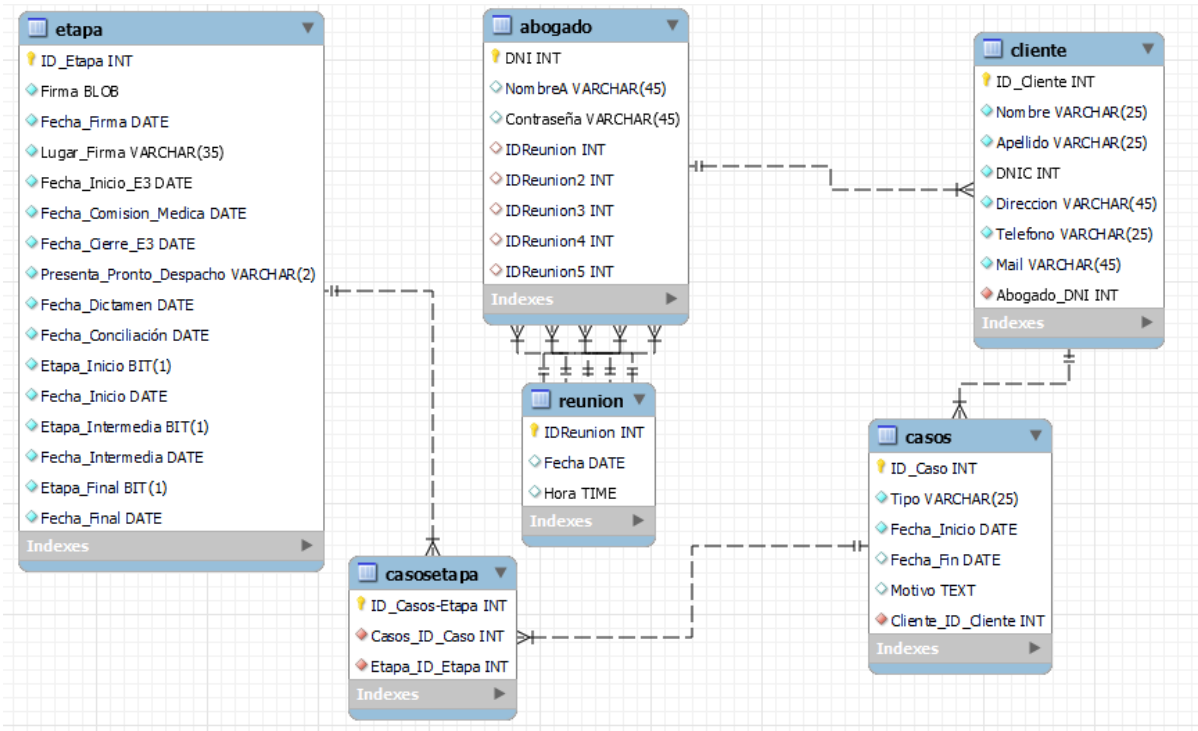 etapa
ID_Etapa INT
Firma BLOB
Fecha_Firma DATE
Lugar_Firma VARCHAR(35)
Fecha_Inicio_E3 DATE
Fecha_Comision_Medica DATE
Fecha_Cierre_E3 DATE
Presenta_Pronto_Despacho VARCHAR(2)
Fecha_Dictamen DATE
Fecha_Conciliación DATE
Etapa_Inicio BIT(1)
Fecha_Inicio DATE
Etapa_Intermedia BIT(1)
Fecha_Intermedia DATE
Etapa_Final BIT(1)
Fecha_Final DATE
Indexes
abogado
DNI INT
NombreA VARCHAR(45)
Contraseña VARCHAR(45)
IDReunion INT
IDReunion2 INT
IDReunion3 INT
IDReunion4 INT
IDReunion5 INT
Indexes
cliente
ID_Cliente INT
Nombre VARCHAR(25)
Apellido VARCHAR(25)
DNIC INT
Direccion VARCHAR(45)
Telefono VARCHAR(25)
Mail VARCHAR(45)
Abogado_DNI INT
Indexes
reunion
IDReunion INT
Fecha DATE
Hora TIME
Indexes
casos
ID_Caso INT
Tipo VARCHAR(25)
Fecha_Inicio DATE
Fecha_Fin DATE
Motivo TEXT
Cliente_ID_Cliente INT
Indexes
casosetapa
ID_Casos-Etapa INT
Casos_ID_Caso INT
Etapa_ID_Etapa INT
Indexes